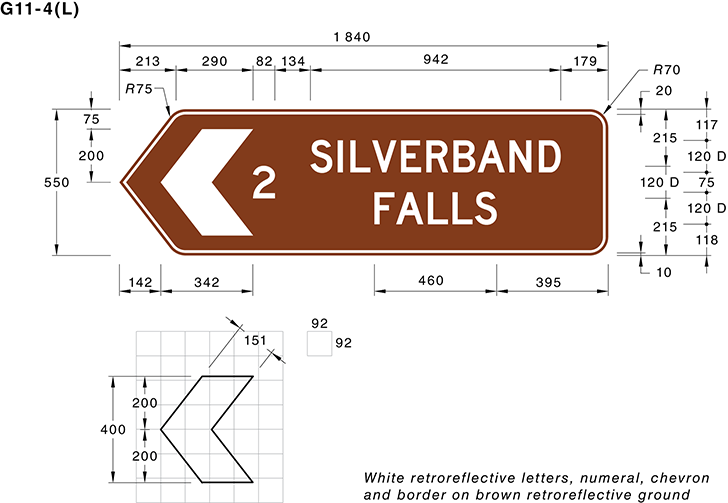 G11-4(L)
1 840
213 290 82 134 942 179
R75 R70
20
75
200
550
SILVERBAND
2
FALLS
215
120 D
215
10
117
120 D
75
120 D
118
142 342 460 395
151
92
92
400
200
200
White retroreflective letters, numeral, chevron
and border on brown retroreflective ground